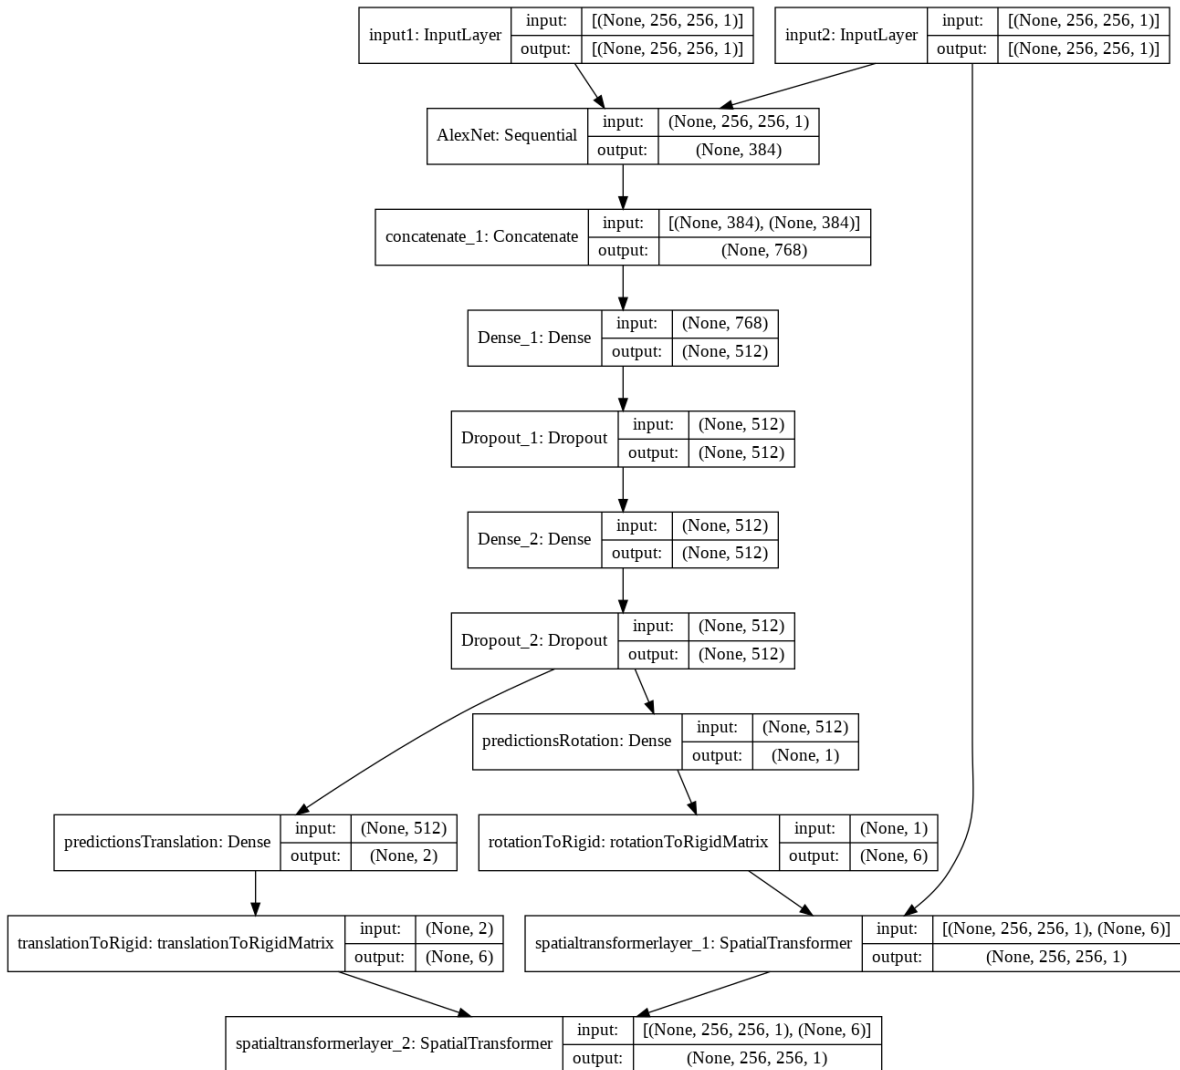 input1: InputLayer
input: [(None, 256, 256, 1)]
output: [(None, 256, 256, 1)]
input2: InputLayer
input: [(None, 256, 256, 1)]
output: [(None, 256, 256, 1)]
AlexNet: Sequential
input: (None, 256, 256, 1)
output: (None, 384)
concatenate_1: Concatenate
input: [(None, 384), (None, 384)]
output: (None, 768)
Dense_1: Dense
input: (None, 768)
output: (None, 512)
Dropout_1: Dropout
input: (None, 512)
output: (None, 512)
Dense_2: Dense
input: (None, 512)
output: (None, 512)
Dropout_2: Dropout
input: (None, 512)
output: (None, 512)
predictionsRotation: Dense
input: (None, 512)
output: (None, 1)
predictionsTranslation: Dense
input: (None, 512)
output: (None, 2)
rotationToRigid: rotationToRigidMatrix
input: (None, 1)
output: (None, 6)
translationToRigid: translationToRigidMatrix
input: (None, 2)
output: (None, 6)
spatialtransformerlayer_1: SpatialTransformer
input: [(None, 256, 256, 1), (None, 6)]
output: (None, 256, 256, 1)
spatialtransformerlayer_2: SpatialTransformer
input: [(None, 256, 256, 1), (None, 6)]
output: (None, 256, 256, 1)